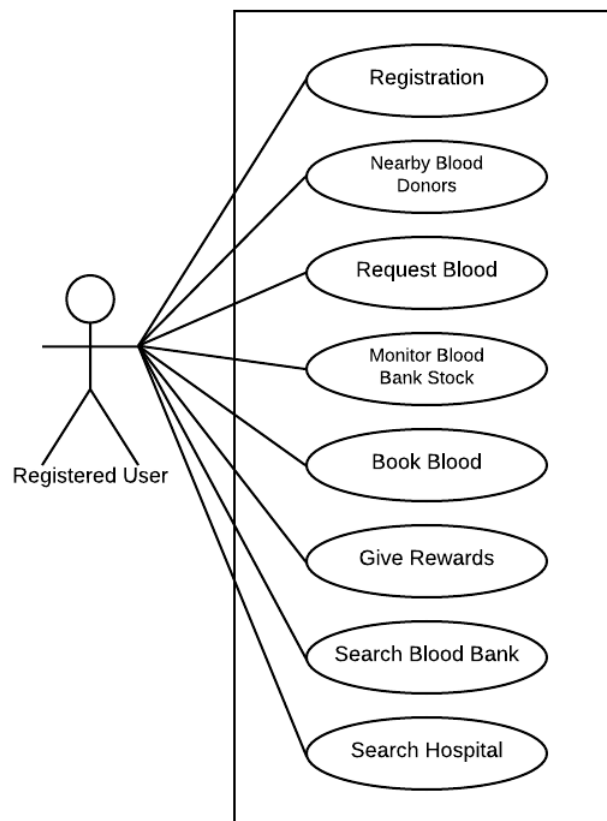 Registration
Nearby Blood
Donors
Request Blood
Monitor Blood
Bank Stock
Registered User
Book Blood
Give Rewards
Search Blood Bank
Search Hospital